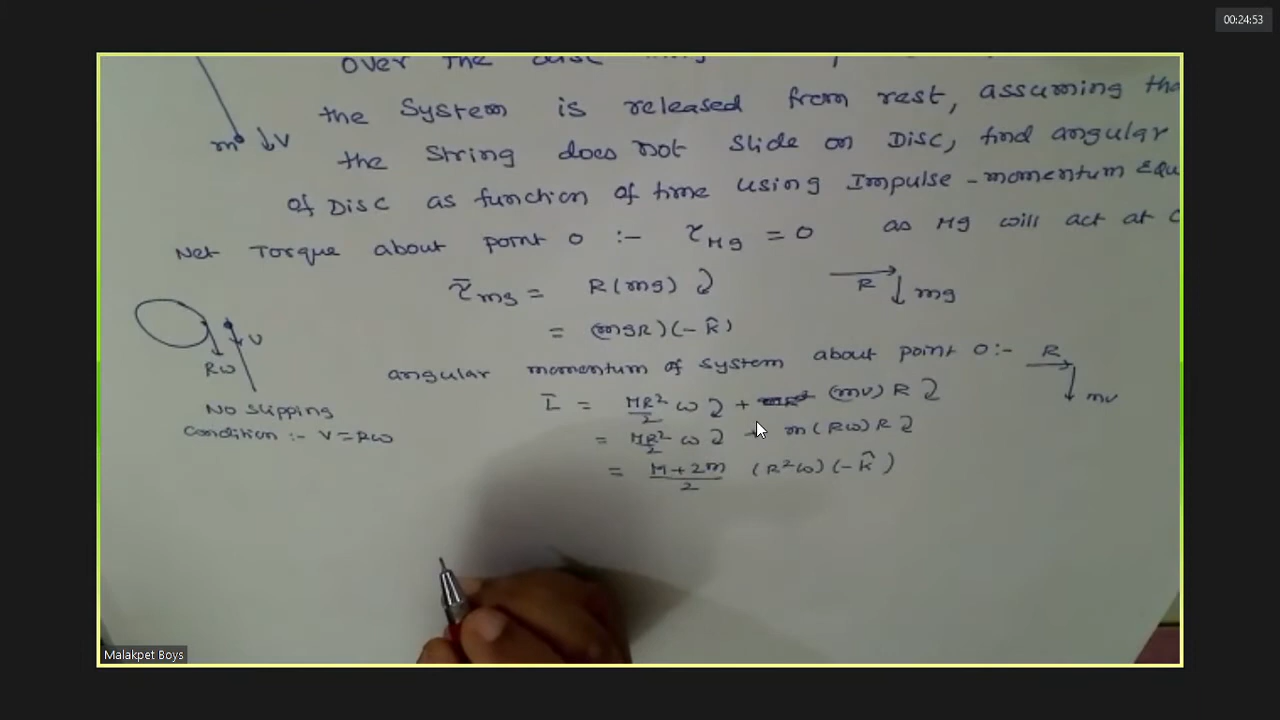 00:24:53
over the
the System is released from rest, assuming
m ↓V
the String does not slide on Disc, find angular
of Disc as function of time using Impulse - momentum
Net Torque about point O :- τMg = 0 as Mg will act at
τ̄mg = R(mg) ↻
R ↓ mg
= (mgR)(-k̂)
V
Rω
angular momentum of system about point O:-
R
mv
No slipping
condition :- V = Rω
L̄ = MR²/2 ω ↻ + (mv) R ↻
= MR²/2 ω ↻ + m(Rω)R ↻
= M+2m/2 (R²ω)(-k̂)
Malakpet Boys